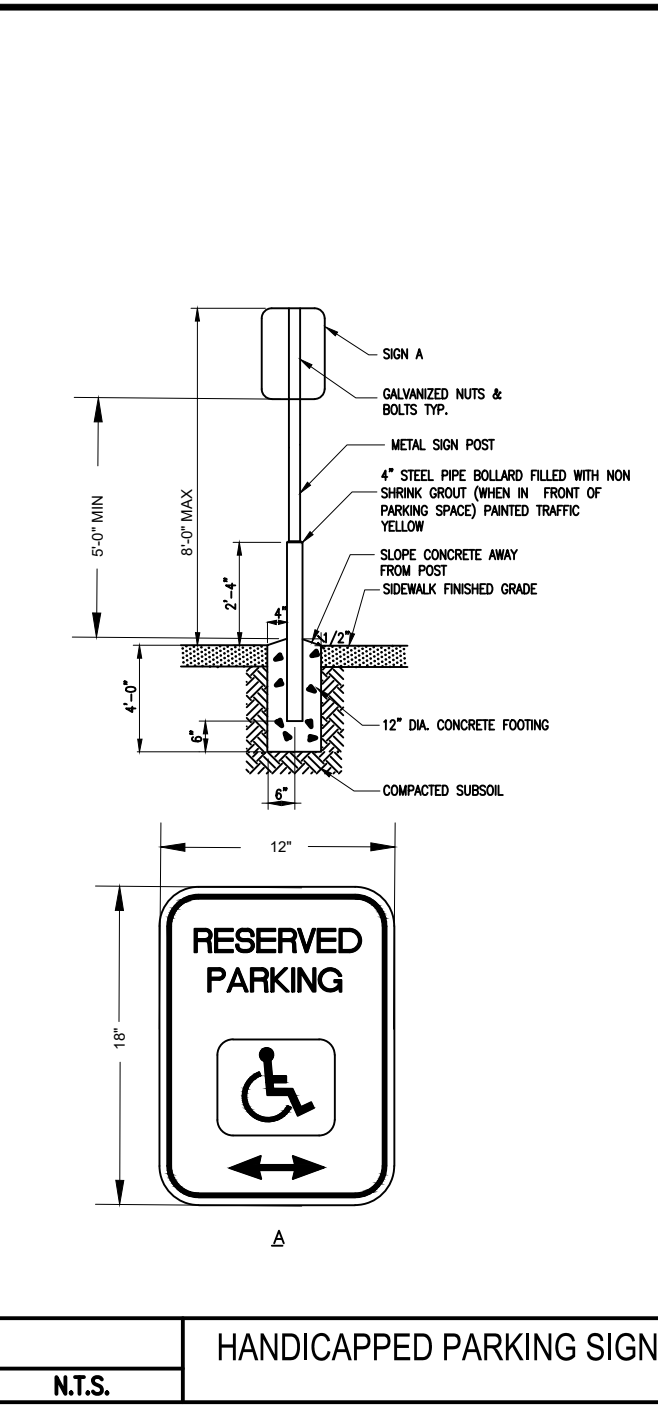 SIGN A
GALVANIZED NUTS &
BOLTS TYP.
METAL SIGN POST
4" STEEL PIPE BOLLARD FILLED WITH NON
SHRINK GROUT (WHEN IN FRONT OF
PARKING SPACE) PAINTED TRAFFIC
YELLOW
5'-0" MIN
8'-0" MAX
SLOPE CONCRETE AWAY
FROM POST
SIDEWALK FINISHED GRADE
2'-4"
4"
1/2"
4'-0"
6"
12" DIA. CONCRETE FOOTING
6"
COMPACTED SUBSOIL
12"
18"
RESERVED
PARKING
A
HANDICAPPED PARKING SIGN
N.T.S.